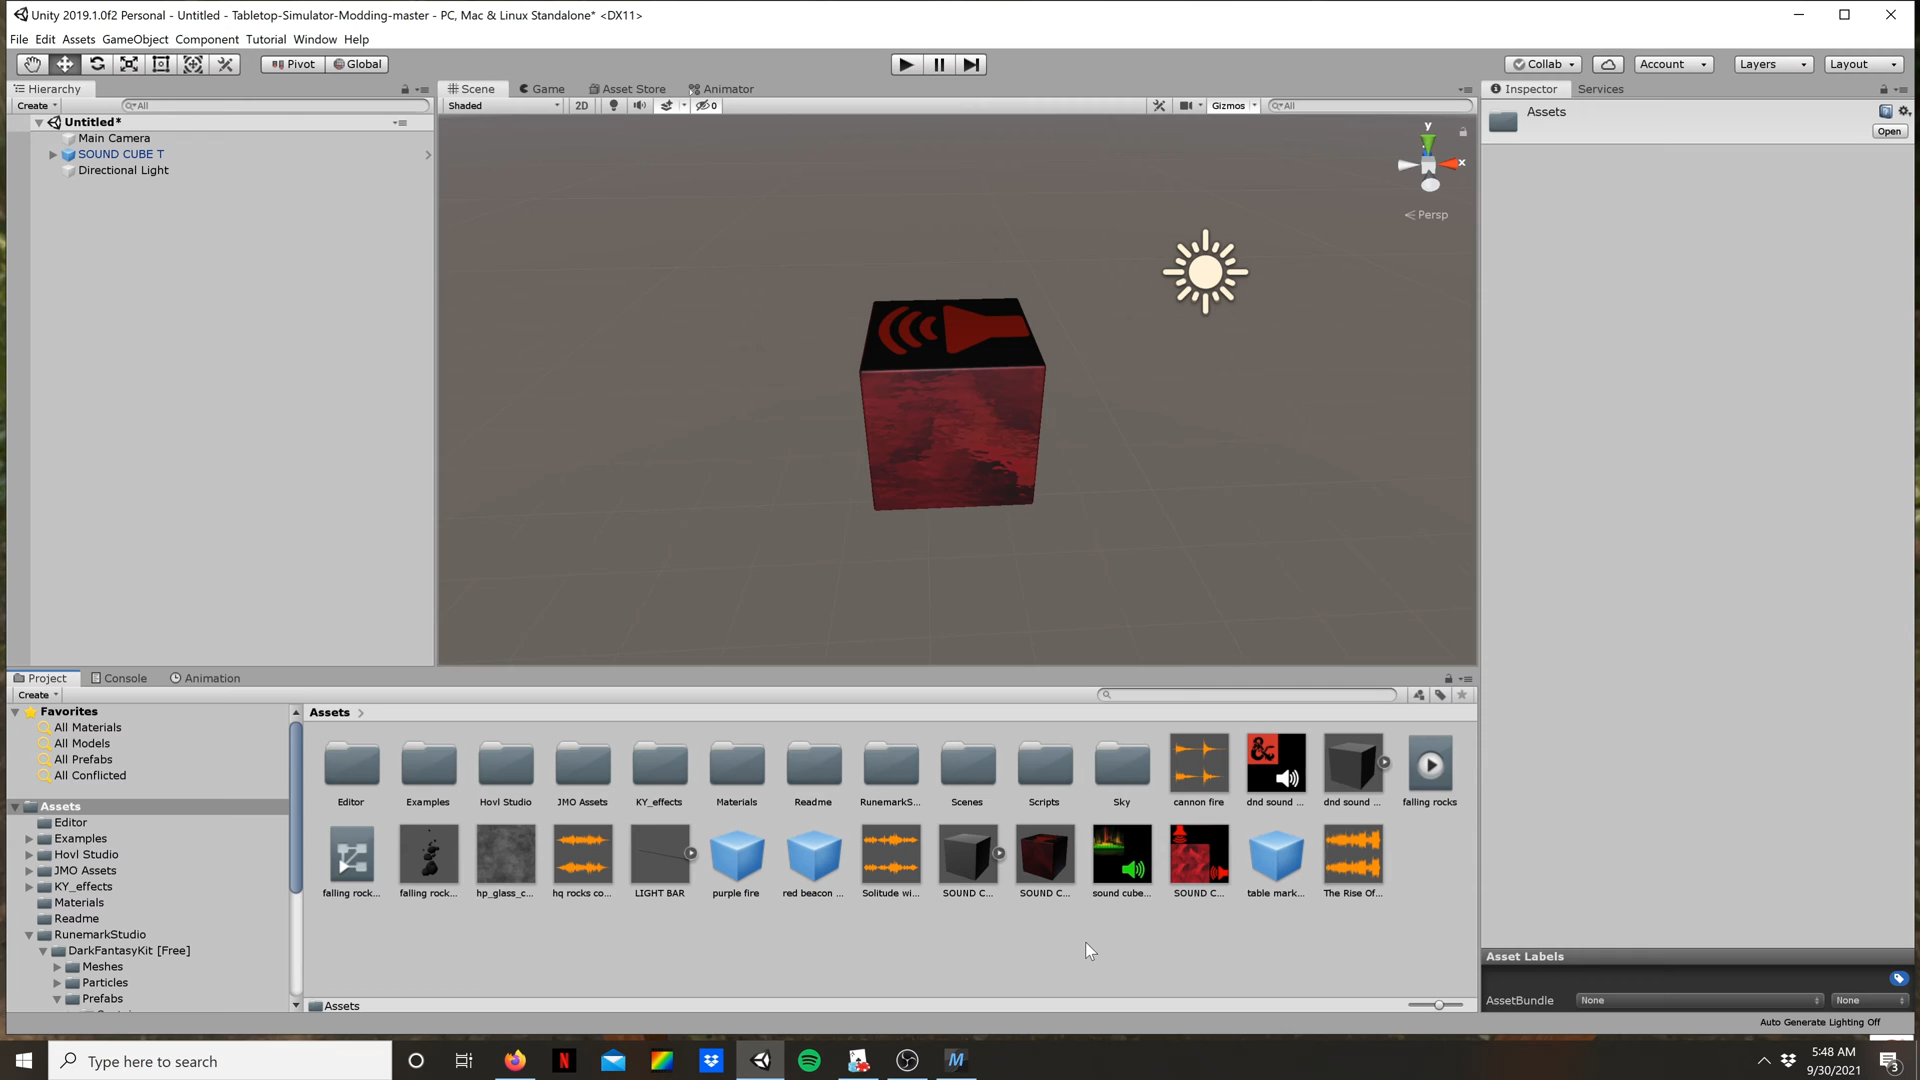 Unity 2019.1.0f2 Personal - Untitled - Tabletop-Simulator-Modding-master - PC, Mac & Linux Standalone* <DX11>
File Edit Assets GameObject Component Tutorial Window Help
Pivot Global Collab Account Layers Layout
Hierarchy
Create All
Untitled*
Main Camera
SOUND CUBE T
Directional Light
Scene Game Asset Store Animator
Shaded 2D 0 Gizmos All
y
x
Persp
Inspector Services
Assets
Open
Project Console Animation
Create
Favorites
All Materials
All Models
All Prefabs
All Conflicted
Assets
Editor
Examples
Hovl Studio
JMO Assets
KY_effects
Materials
Readme
RunemarkStudio
DarkFantasyKit [Free]
Meshes
Particles
Prefabs
Assets
Editor Examples Hovl Studio JMO Assets KY_effects Materials Readme RunemarkS... Scenes Scripts Sky cannon fire dnd sound ... dnd sound ... falling rocks
falling rock... falling rock... hp_glass_c... hq rocks co... LIGHT BAR purple fire red beacon ... Solitude wi... SOUND C... SOUND C... sound cube... SOUND C... table mark... The Rise Of...
Assets
Asset Labels
AssetBundle None None
Auto Generate Lighting Off
Type here to search
N
M
5:48 AM
9/30/2021
3